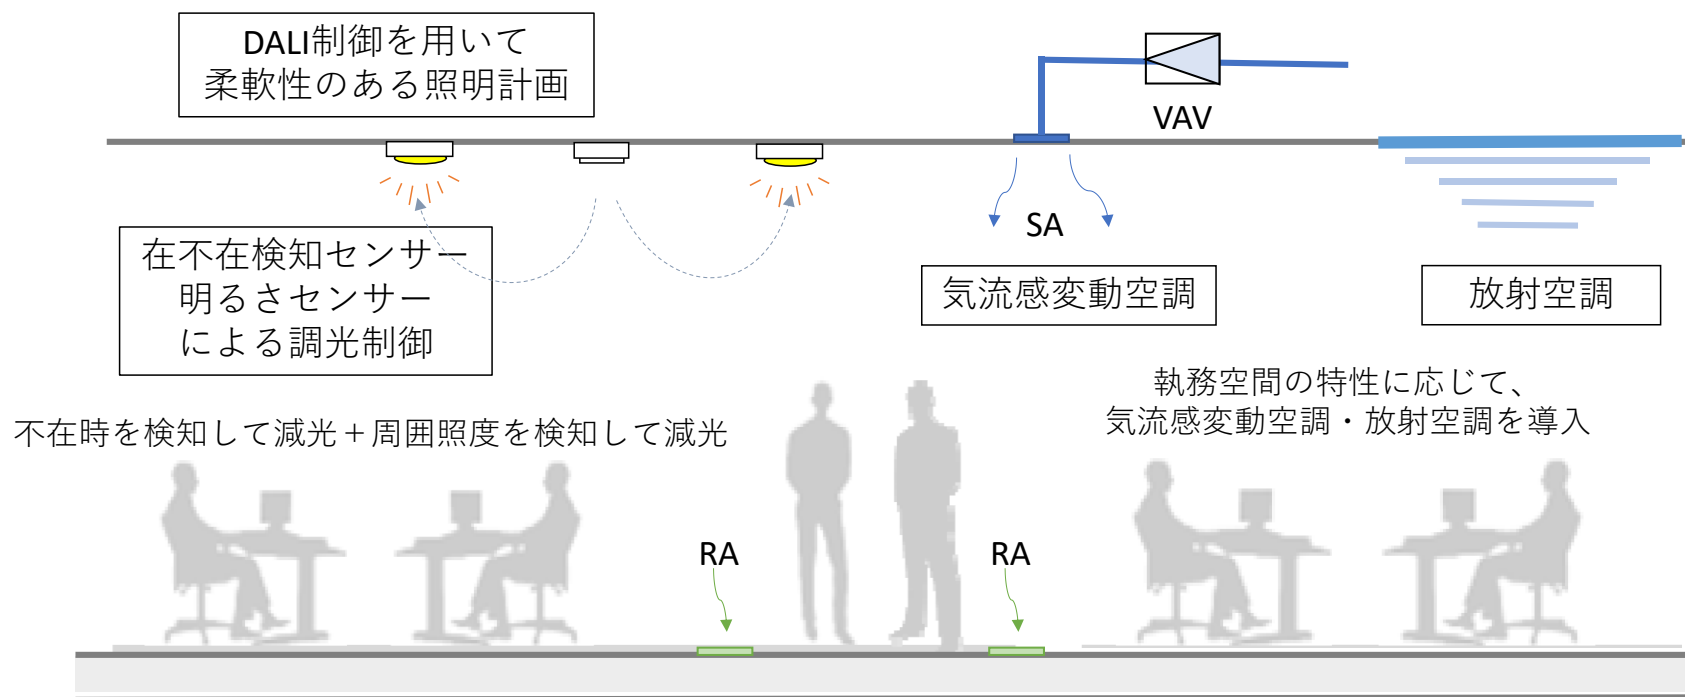 DALI制御を用いて
柔軟性のある照明計画
VAV
SA
在不在検知センサー
明るさセンサー
による調光制御
気流感変動空調
放射空調
不在時を検知して減光＋周囲照度を検知して減光
執務空間の特性に応じて、
気流感変動空調・放射空調を導入
RA
RA